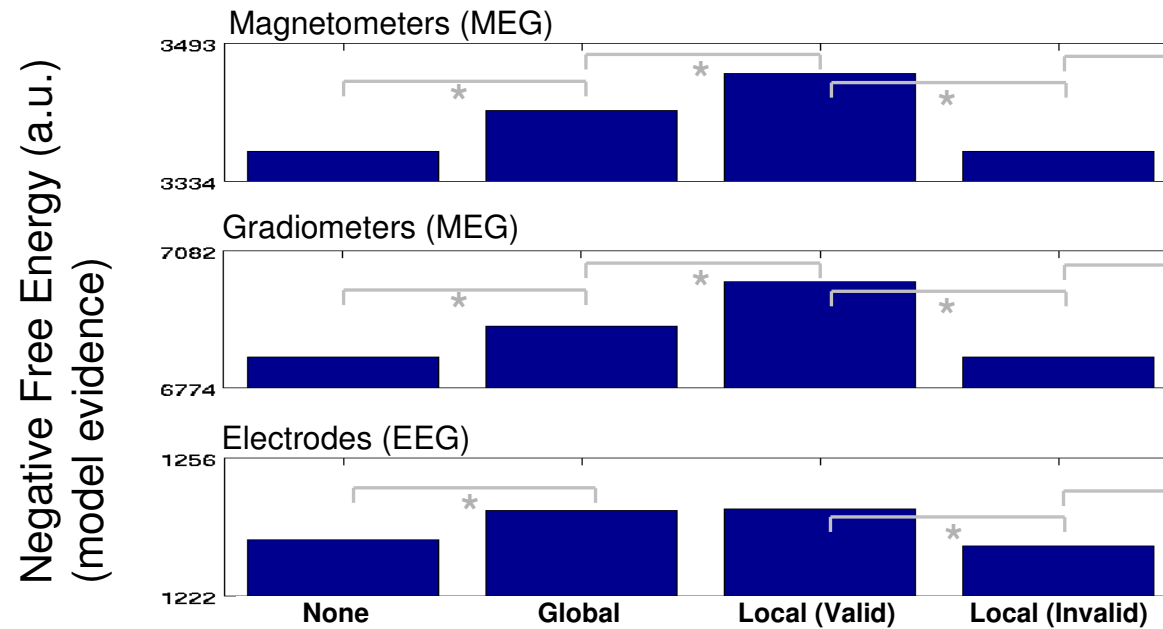 Negative Free Energy (a.u.)
(model evidence)
Magnetometers (MEG)
3493
*
*
*
3334
Gradiometers (MEG)
7082
*
*
*
6774
Electrodes (EEG)
1256
*
*
1222
None Global Local (Valid) Local (Invalid)